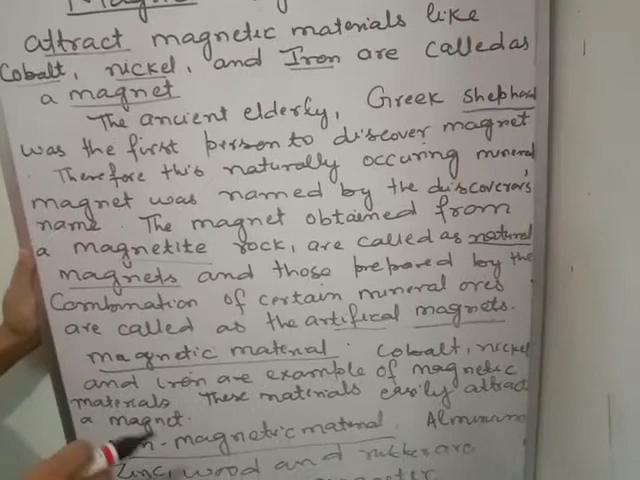 attract magnetic materials like
Cobalt, nickel, and Iron are called as
a magnet
The ancient elderky, Greek shepherd
was the first person to discover magnet
Therefore this naturally occuring mineral
magnet was named by the discoverer's
name. The magnet obtained from
a magnetite rock, are called as natural
magnets and those prepared by the
Combination of certain mineral ores
are called as the artifical magnets.
magnetic material : Cobalt, nickel
and iron are example of magnetic
materials These materials easily attract
a magnet.
n-magnetic material Alminium
Zinc, wood and rubber are